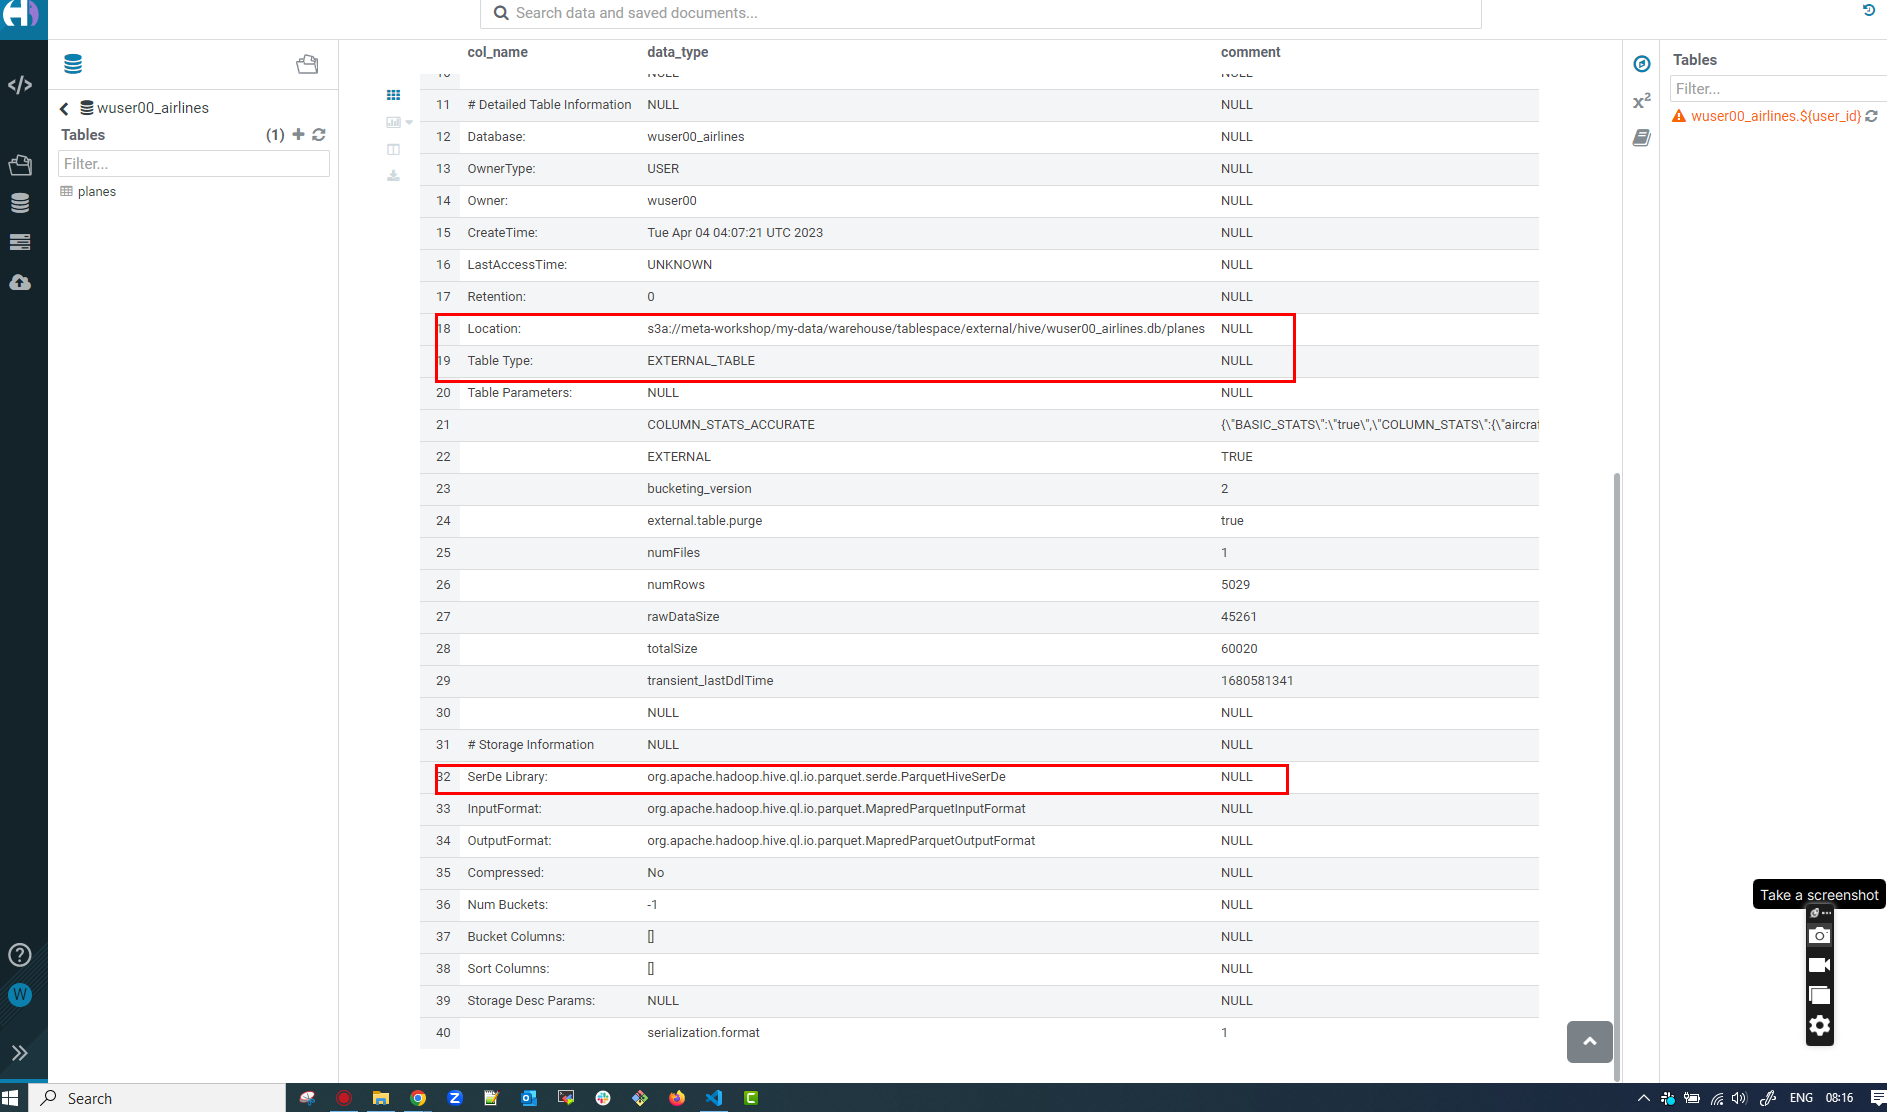 Search data and saved documents...
col_name data_type comment
wuser00_airlines
Tables (1)
Filter...
planes
10 NULL NULL
11 # Detailed Table Information NULL NULL
12 Database: wuser00_airlines NULL
13 OwnerType: USER NULL
14 Owner: wuser00 NULL
15 CreateTime: Tue Apr 04 04:07:21 UTC 2023 NULL
16 LastAccessTime: UNKNOWN NULL
17 Retention: 0 NULL
18 Location: s3a://meta-workshop/my-data/warehouse/tablespace/external/hive/wuser00_airlines.db/planes NULL
19 Table Type: EXTERNAL_TABLE NULL
20 Table Parameters: NULL NULL
21 COLUMN_STATS_ACCURATE {\"BASIC_STATS\":\"true\",\"COLUMN_STATS\":{\"aircraf
22 EXTERNAL TRUE
23 bucketing_version 2
24 external.table.purge true
25 numFiles 1
26 numRows 5029
27 rawDataSize 45261
28 totalSize 60020
29 transient_lastDdlTime 1680581341
30 NULL NULL
31 # Storage Information NULL NULL
32 SerDe Library: org.apache.hadoop.hive.ql.io.parquet.serde.ParquetHiveSerDe NULL
33 InputFormat: org.apache.hadoop.hive.ql.io.parquet.MapredParquetInputFormat NULL
34 OutputFormat: org.apache.hadoop.hive.ql.io.parquet.MapredParquetOutputFormat NULL
35 Compressed: No NULL
36 Num Buckets: -1 NULL
37 Bucket Columns: [] NULL
38 Sort Columns: [] NULL
39 Storage Desc Params: NULL NULL
40 serialization.format 1
Tables
Filter...
wuser00_airlines.${user_id}
x²
Take a screenshot
W
Search
ENG 08:16